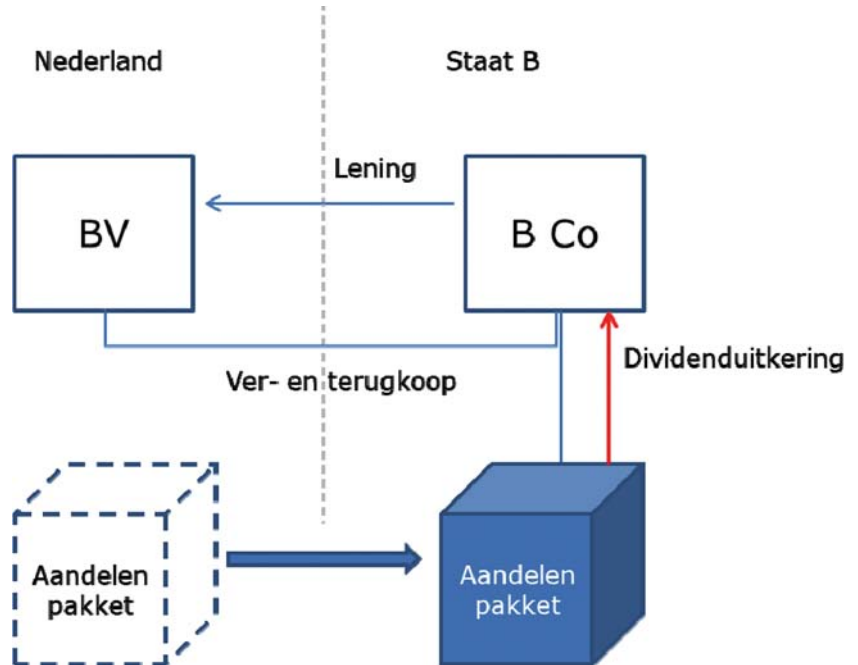 Nederland
Staat B
Lening
BV
B Co
Dividenduitkering
Ver- en terugkoop
Aandelen
pakket
Aandelen
pakket